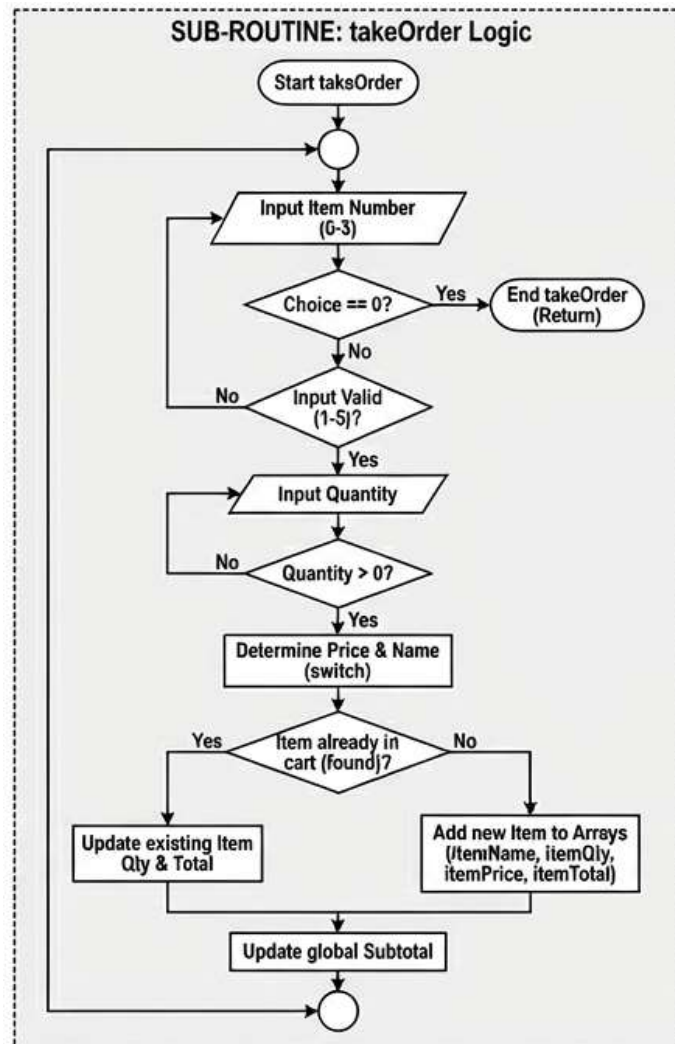 SUB-ROUTINE: takeOrder Logic
Start taksOrder
Input Item Number
(0-3)
Choice == 0?
Yes
End takeOrder
(Return)
No
No
Input Valid
(1-5)?
Yes
Input Quantity
No
Quantity > 0?
Yes
Determine Price & Name
(switch)
Yes
Item already in
cart (found)?
No
Update existing Item
Qly & Total
Add new Item to Arrays
(ItemName, itemQly,
itemPrice, itemTotal)
Update global Subtotal